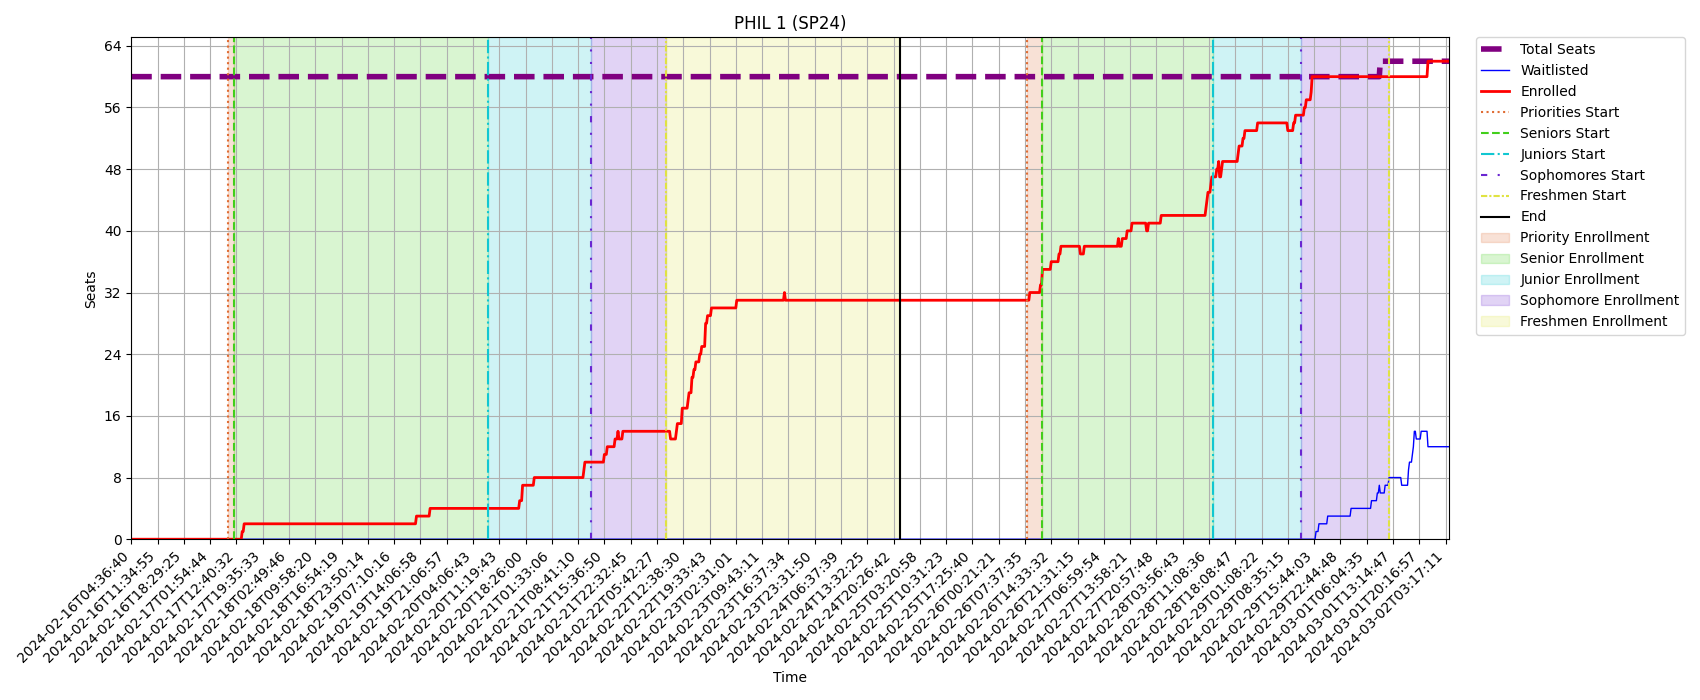 PHIL 1 (SP24)
Seats
64
56
48
40
32
24
16
8
0
2024-02-16T04:36:40
2024-02-16T11:34:55
2024-02-16T18:29:25
2024-02-17T01:54:44
2024-02-17T12:40:32
2024-02-17T19:35:33
2024-02-18T02:49:46
2024-02-18T09:58:20
2024-02-18T16:54:19
2024-02-18T23:50:14
2024-02-19T07:10:16
2024-02-19T14:06:58
2024-02-19T21:06:57
2024-02-20T04:06:43
2024-02-20T11:19:43
2024-02-20T18:26:00
2024-02-21T01:33:06
2024-02-21T08:41:10
2024-02-21T15:36:50
2024-02-21T22:32:45
2024-02-22T05:42:27
2024-02-22T12:38:30
2024-02-22T19:33:43
2024-02-23T02:31:01
2024-02-23T09:43:11
2024-02-23T16:37:34
2024-02-23T23:31:50
2024-02-24T06:37:39
2024-02-24T13:32:25
2024-02-24T20:26:42
2024-02-25T03:20:58
2024-02-25T10:31:23
2024-02-25T17:25:40
2024-02-26T00:21:21
2024-02-26T07:37:35
2024-02-26T14:33:32
2024-02-26T21:31:15
2024-02-27T06:59:54
2024-02-27T13:58:21
2024-02-27T20:57:48
2024-02-28T03:56:43
2024-02-28T11:08:36
2024-02-28T18:08:47
2024-02-29T01:08:22
2024-02-29T08:35:15
2024-02-29T15:44:03
2024-02-29T22:44:48
2024-03-01T06:04:35
2024-03-01T13:14:47
2024-03-01T20:16:57
2024-03-02T03:17:11
Time
Total Seats
Waitlisted
Enrolled
Priorities Start
Seniors Start
Juniors Start
Sophomores Start
Freshmen Start
End
Priority Enrollment
Senior Enrollment
Junior Enrollment
Sophomore Enrollment
Freshmen Enrollment